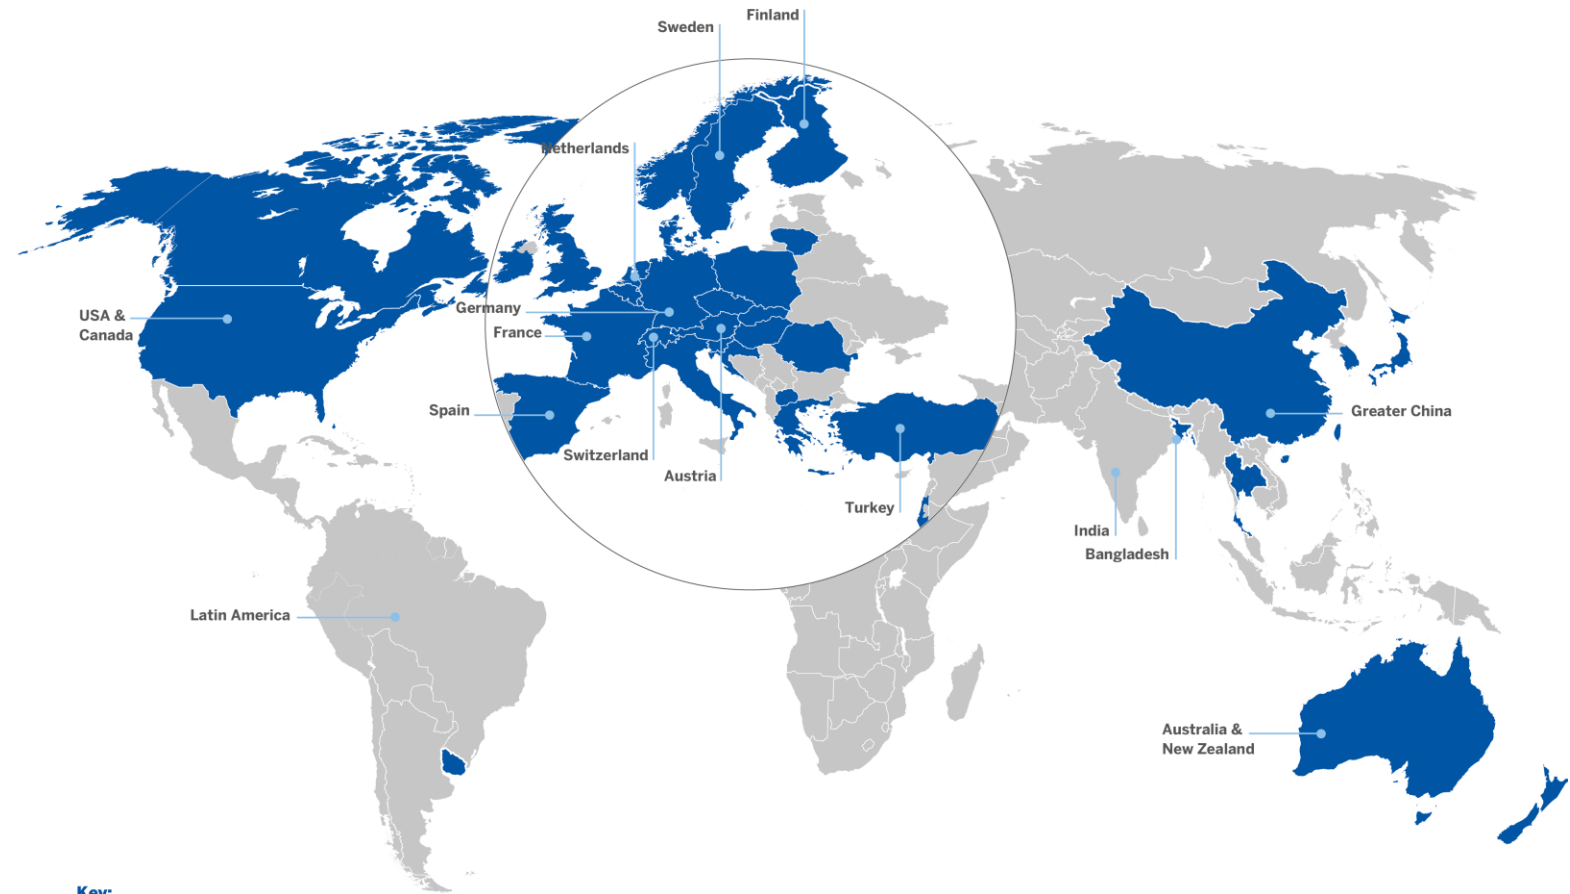 Finland
Sweden
Netherlands
Germany
France
USA &
Canada
Spain
Switzerland
Austria
Turkey
Greater China
India
Bangladesh
Latin America
Australia &
New Zealand
Key: